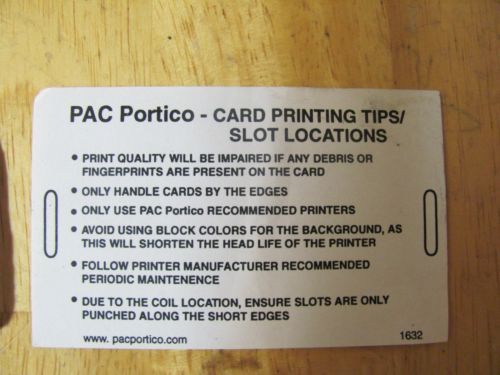 PAC Portico - CARD PRINTING TIPS/
SLOT LOCATIONS
• PRINT QUALITY WILL BE IMPAIRED IF ANY DEBRIS OR
FINGERPRINTS ARE PRESENT ON THE CARD
• ONLY HANDLE CARDS BY THE EDGES
• ONLY USE PAC Portico RECOMMENDED PRINTERS
• AVOID USING BLOCK COLORS FOR THE BACKGROUND, AS
THIS WILL SHORTEN THE HEAD LIFE OF THE PRINTER
• FOLLOW PRINTER MANUFACTURER RECOMMENDED
PERIODIC MAINTENENCE
• DUE TO THE COIL LOCATION, ENSURE SLOTS ARE ONLY
PUNCHED ALONG THE SHORT EDGES
www.pacportico.com 1632